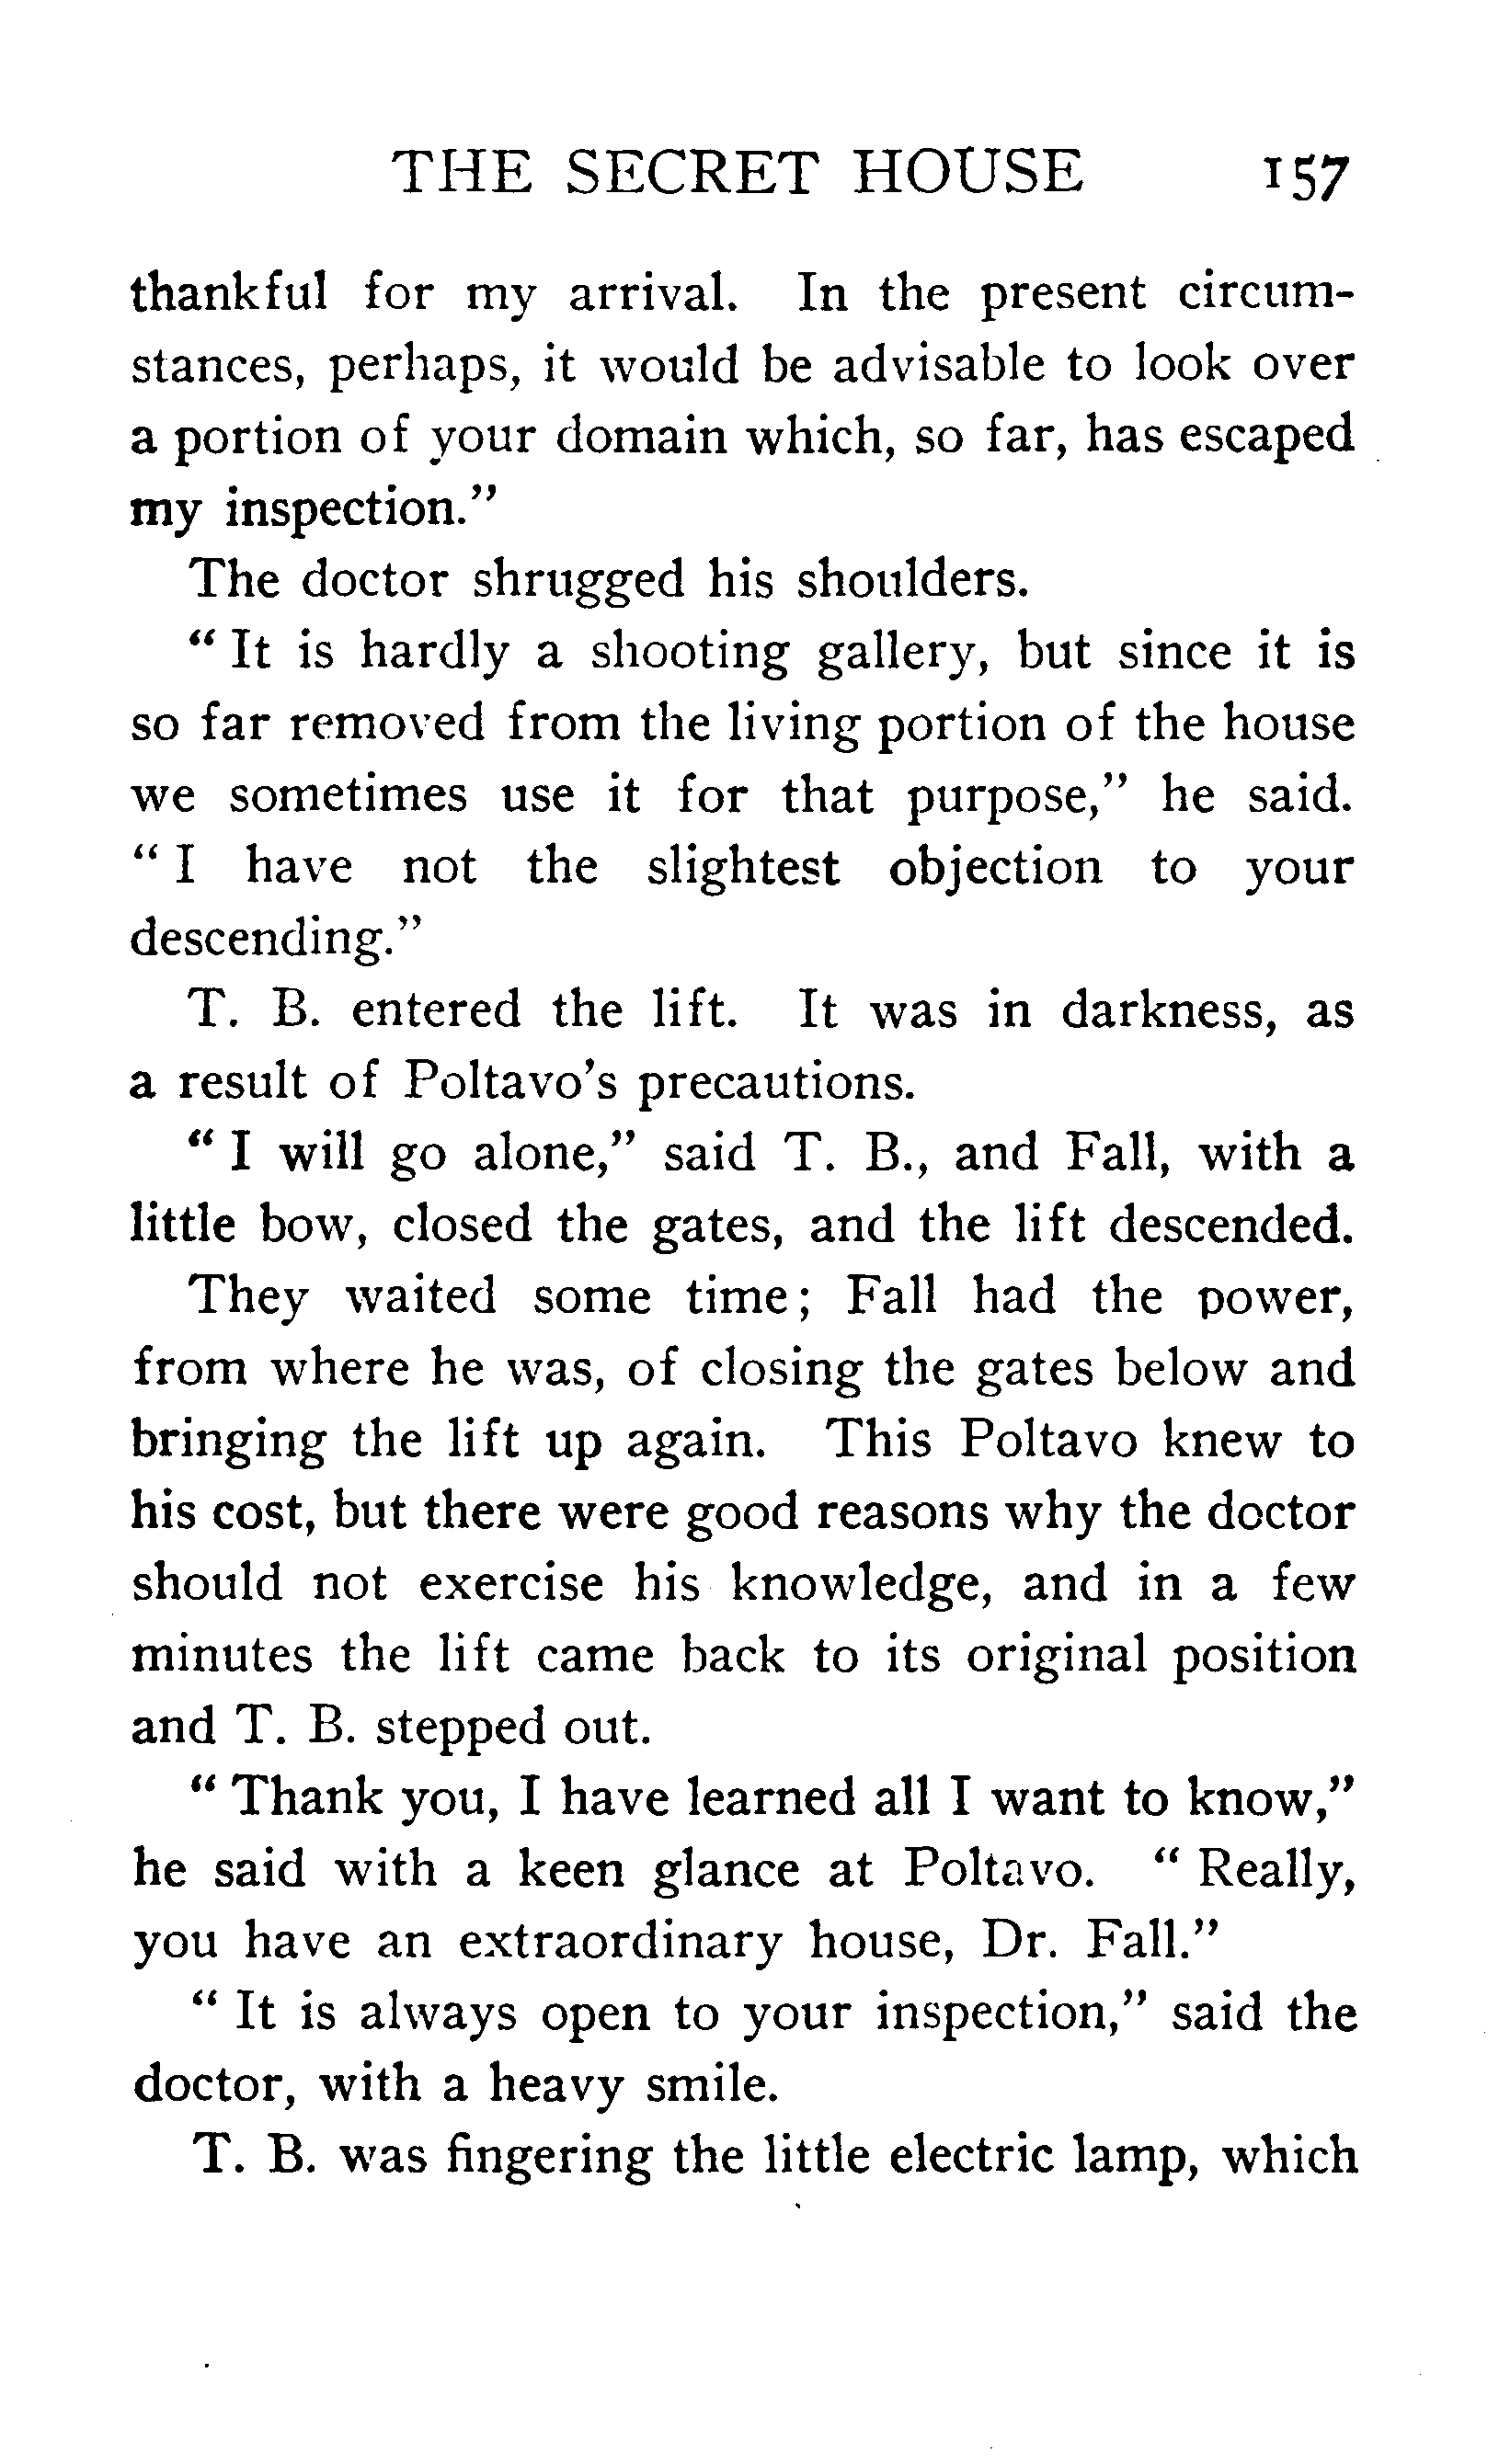 THE SECRET HOUSE 157
thankful for my arrival. In the present circum-
stances, perhaps, it would be advisable to look over
a portion of your domain which, so far, has escaped
my inspection."
The doctor shrugged his shoulders.
" It is hardly a shooting gallery, but since it is
so far removed from the living portion of the house
we sometimes use it for that purpose," he said.
" I have not the slightest objection to your
descending."
T. B. entered the lift. It was in darkness, as
a result of Poltavo's precautions.
" I will go alone," said T. B., and Fall, with a
little bow, closed the gates, and the lift descended.
They waited some time; Fall had the power,
from where he was, of closing the gates below and
bringing the lift up again. This Poltavo knew to
his cost, but there were good reasons why the doctor
should not exercise his knowledge, and in a few
minutes the lift came back to its original position
and T. B. stepped out.
" Thank you, I have learned all I want to know,"
he said with a keen glance at Poltavo. " Really,
you have an extraordinary house, Dr. Fall."
" It is always open to your inspection," said the
doctor, with a heavy smile.
T. B. was fingering the little electric lamp, which